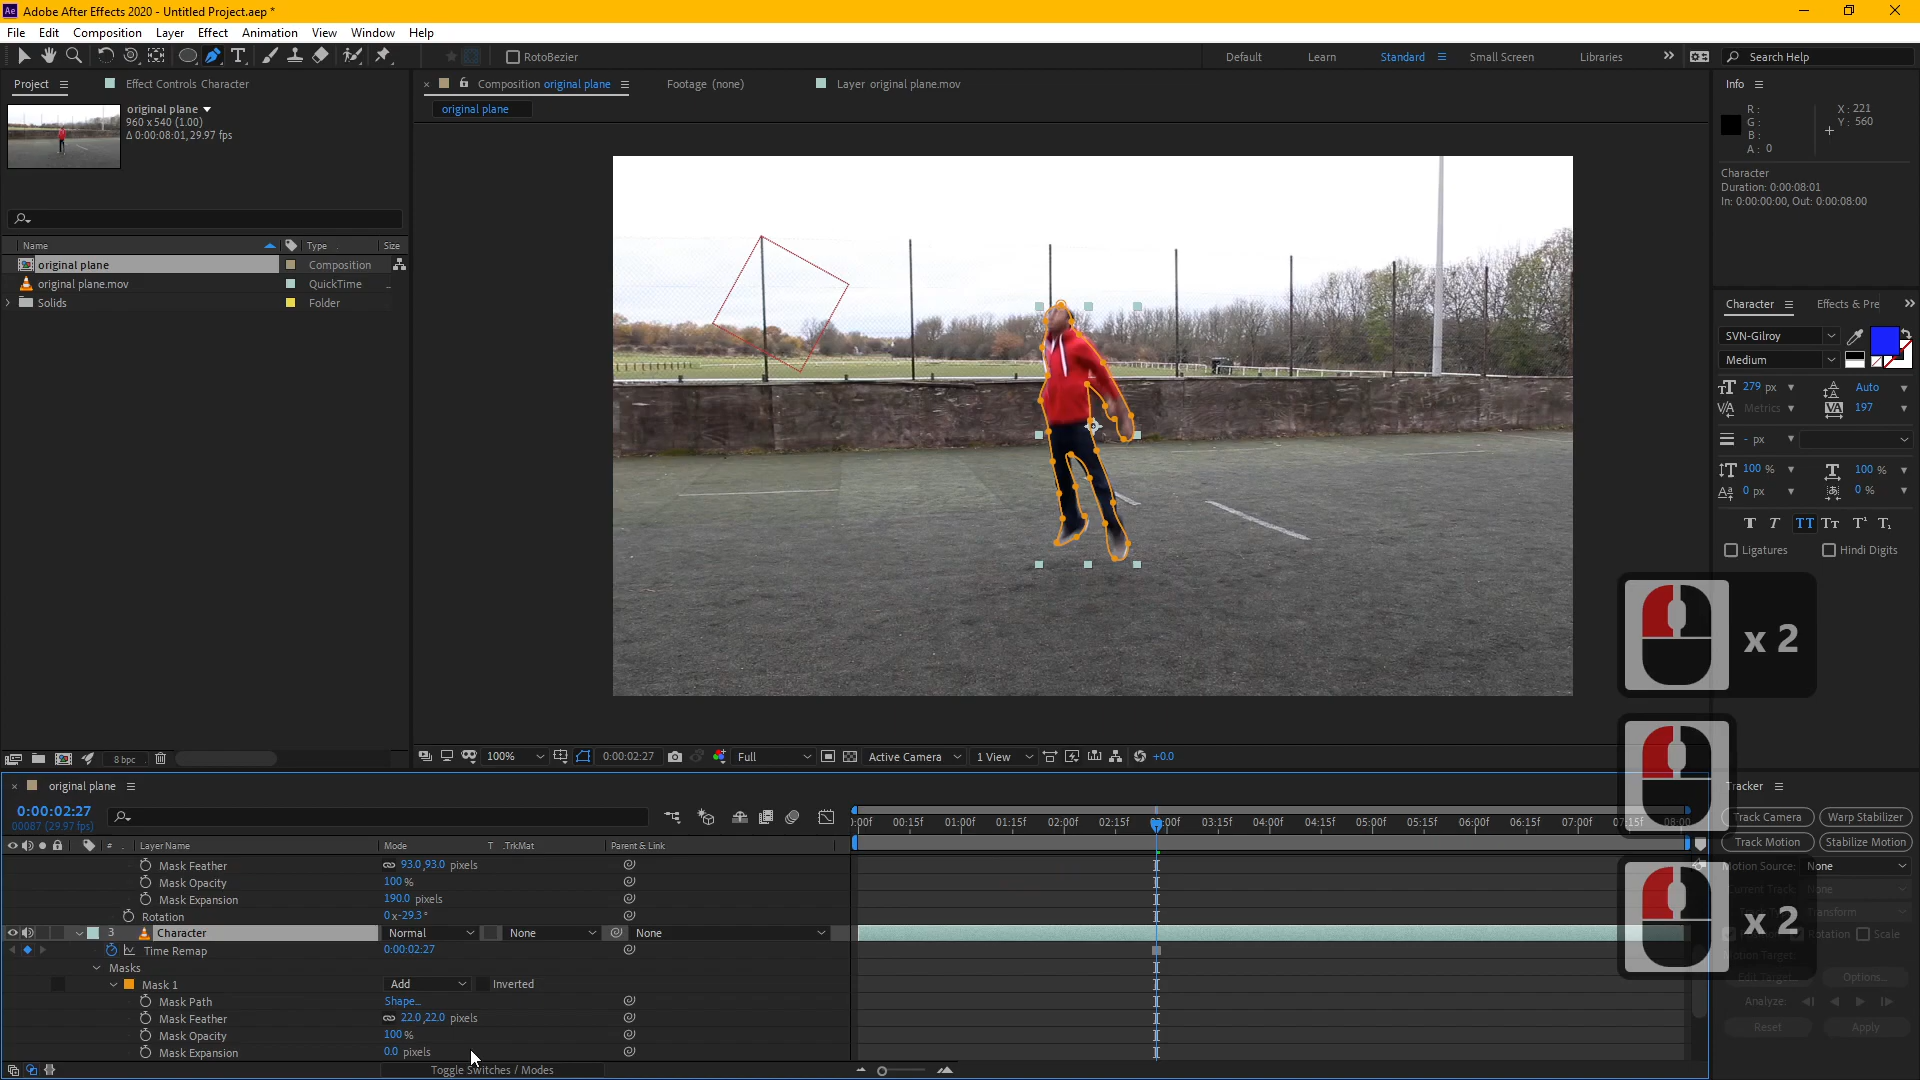 Adobe After Effects 2020 - Untitled Project.aep *
File Edit Composition Layer Effect Animation View Window Help
RotoBezier Default Learn Standard Small Screen Libraries Search Help
Project Effect Controls Character
Composition original plane Footage (none) Layer original plane.mov
original plane
960 x 540 (1.00)
Δ 0:00:08:01, 29.97 fps
original plane
Name Type Size
original plane Composition
original plane.mov QuickTime
Solids Folder
8 bpc
100% 0:00:02:27 Full Active Camera 1 View +0.0
Info
R : X : 221
G : Y : 560
B :
A : 0
Character
Duration: 0:00:08:01
In: 0:00:00:00, Out: 0:00:08:00
Character Effects & Pre
SVN-Gilroy
Medium
279 px Auto
Metrics 197
- px
100 % 100 %
0 px 0 %
Ligatures Hindi Digits
x 2
x 2
original plane
0:00:02:27
00087 (29.97 fps)
# Layer Name Mode T .TrkMat Parent & Link
:00f 00:15f 01:00f 01:15f 02:00f 02:15f 03:15f 04:00f 04:15f 05:00f 05:15f 06:00f 06:15f 07:00f 07:15f 08:00
Mask Feather 93.0,93.0 pixels
Mask Opacity 100 %
Mask Expansion 190.0 pixels
Rotation 0 x-29.3 °
3 Character Normal None None
Time Remap 0:00:02:27
Masks
Mask 1 Add Inverted
Mask Path Shape...
Mask Feather 22.0,22.0 pixels
Mask Opacity 100 %
Mask Expansion 0.0 pixels
Toggle Switches / Modes
Tracker
Track Camera Warp Stabilizer
Track Motion Stabilize Motion
Motion Source: None
Scale
Options...
Analyze:
Reset Apply